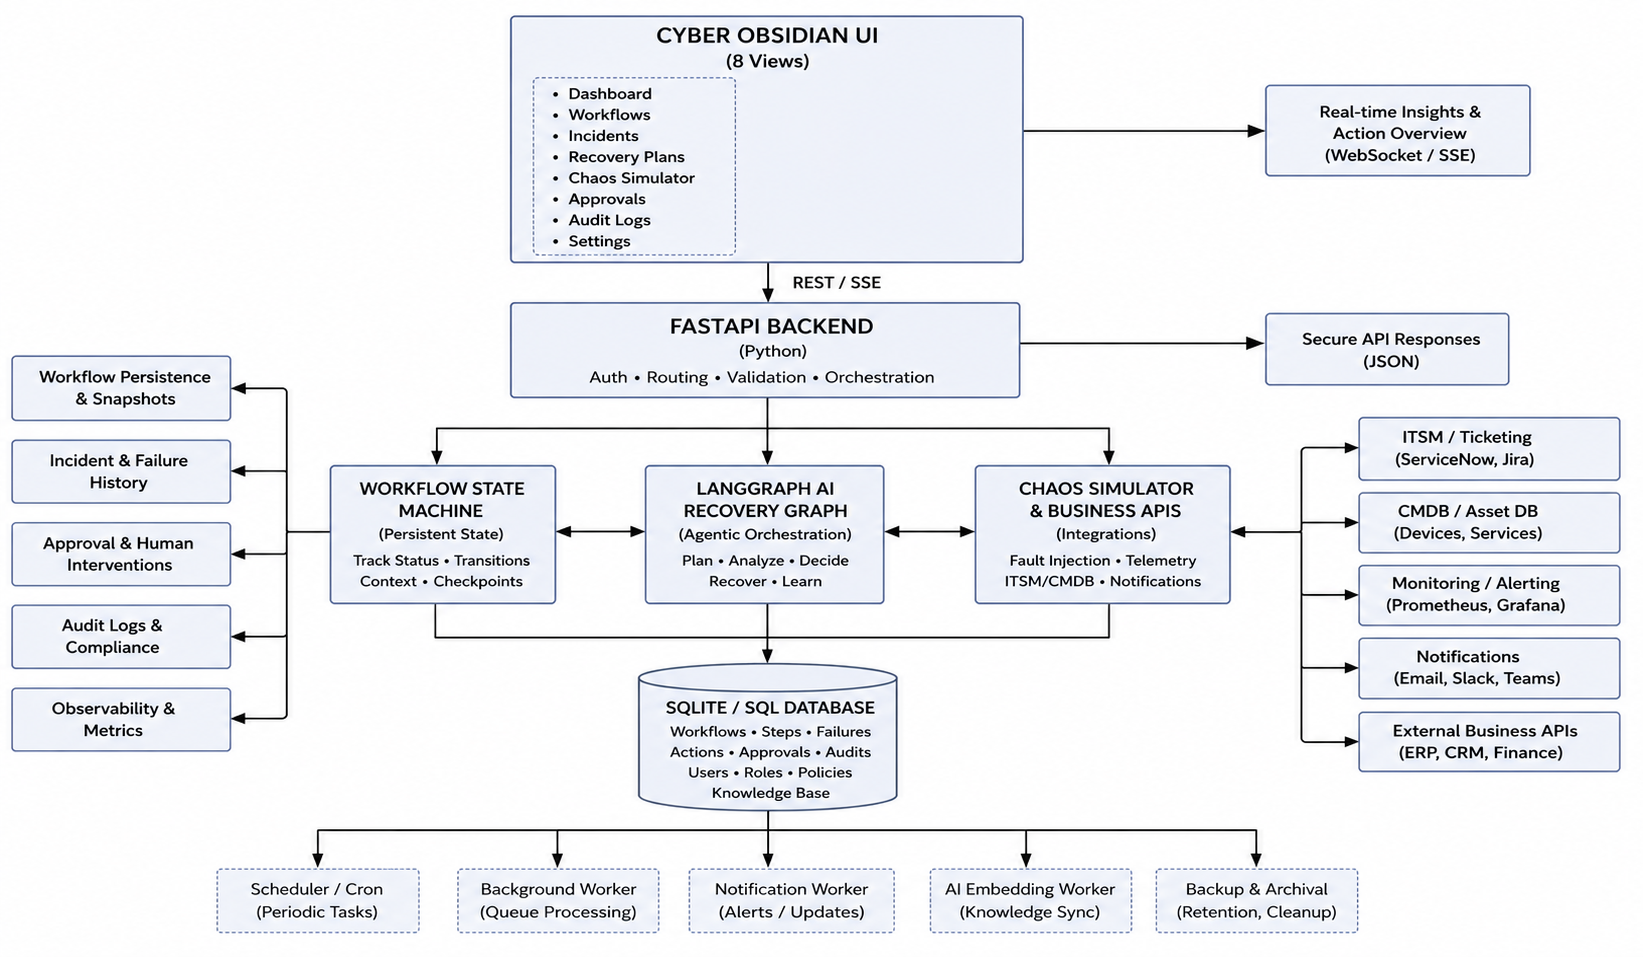 CYBER OBSIDIAN UI
(8 Views)
• Dashboard
• Workflows
• Incidents
• Recovery Plans
• Chaos Simulator
• Approvals
• Audit Logs
• Settings
Real-time Insights &
Action Overview
(WebSocket / SSE)
REST / SSE
FASTAPI BACKEND
(Python)
Auth • Routing • Validation • Orchestration
Secure API Responses
(JSON)
Workflow Persistence
& Snapshots
Incident & Failure
History
Approval & Human
Interventions
Audit Logs &
Compliance
Observability &
Metrics
WORKFLOW STATE
MACHINE
(Persistent State)
Track Status • Transitions
Context • Checkpoints
LANGGRAPH AI
RECOVERY GRAPH
(Agentic Orchestration)
Plan • Analyze • Decide
Recover • Learn
CHAOS SIMULATOR
& BUSINESS APIS
(Integrations)
Fault Injection • Telemetry
ITSM/CMDB • Notifications
ITSM / Ticketing
(ServiceNow, Jira)
CMDB / Asset DB
(Devices, Services)
Monitoring / Alerting
(Prometheus, Grafana)
Notifications
(Email, Slack, Teams)
External Business APIs
(ERP, CRM, Finance)
SQLITE / SQL DATABASE
Workflows • Steps • Failures
Actions • Approvals • Audits
Users • Roles • Policies
Knowledge Base
Scheduler / Cron
(Periodic Tasks)
Background Worker
(Queue Processing)
Notification Worker
(Alerts / Updates)
AI Embedding Worker
(Knowledge Sync)
Backup & Archival
(Retention, Cleanup)